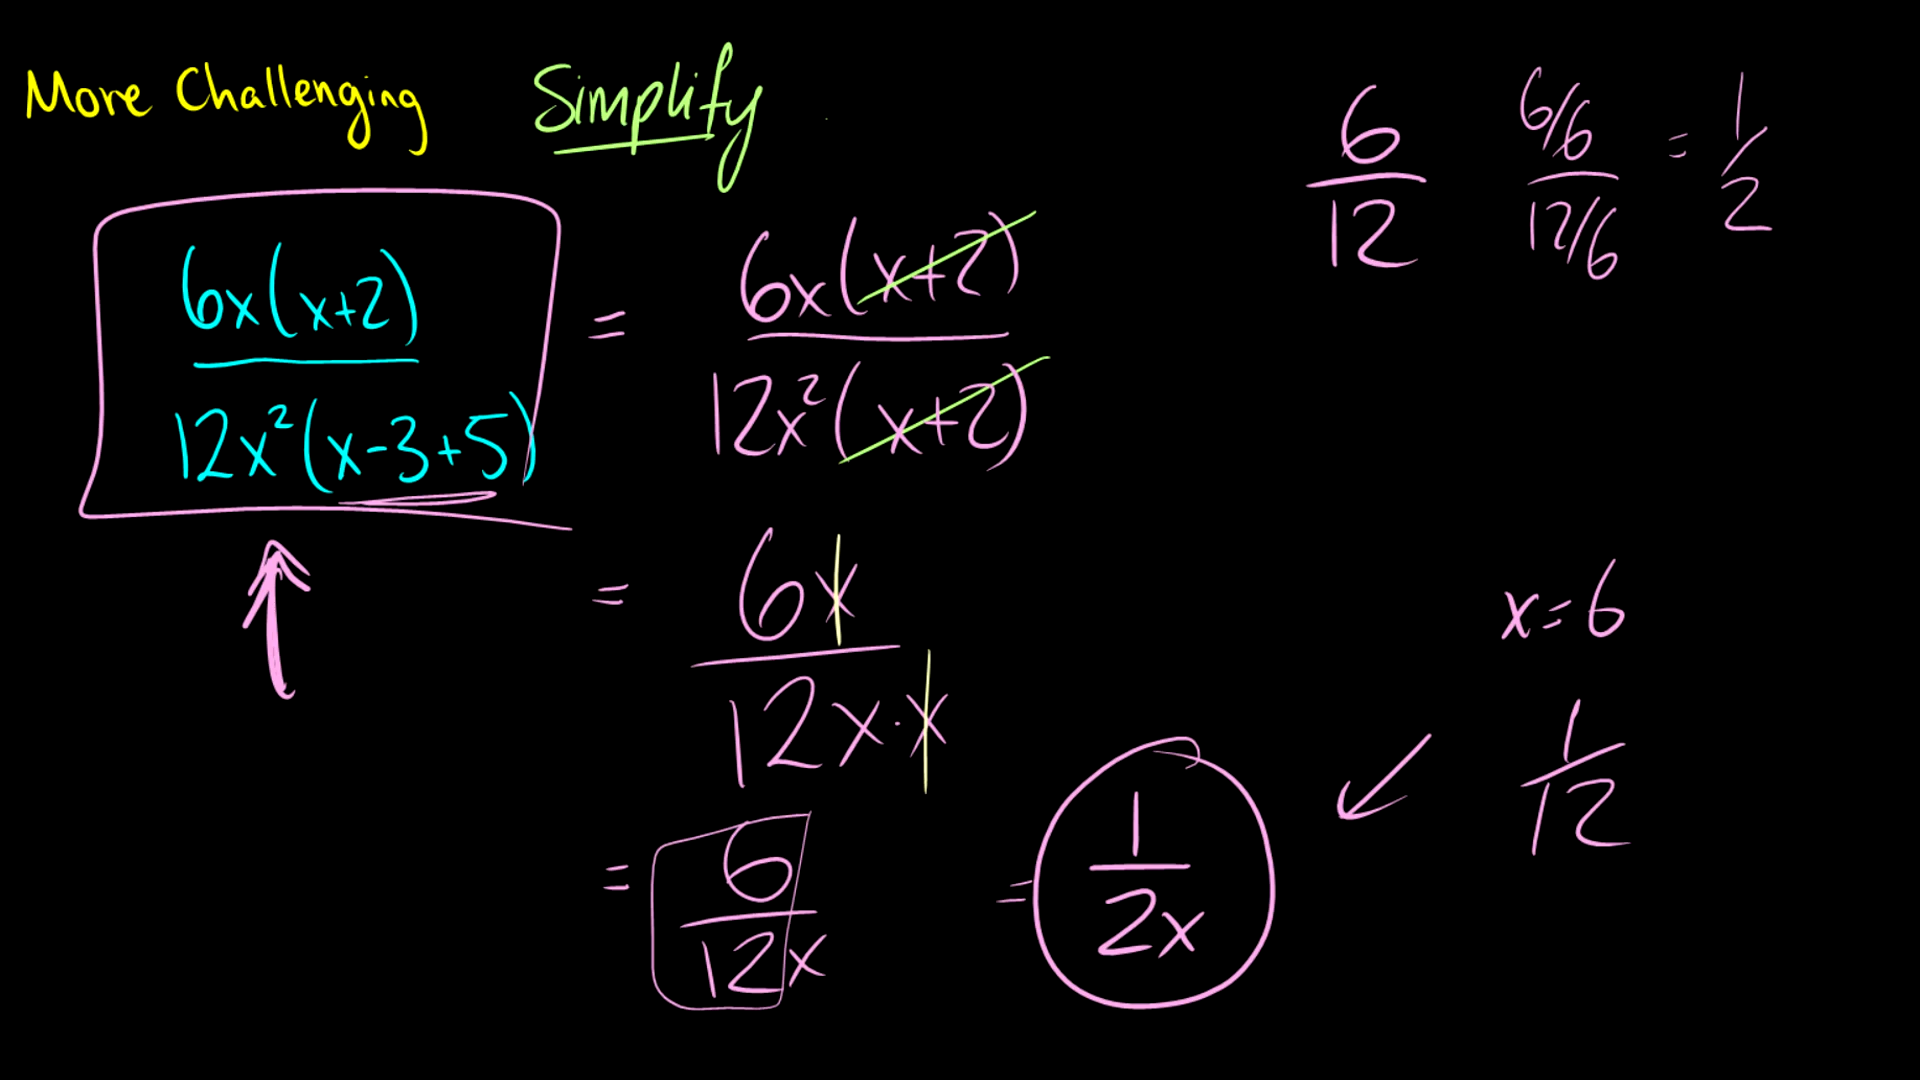 More Challenging Simplify
6x(x+2)
12x²(x-3+5)
=
6x(x+2)
12x²(x+2)
=
6x
12x·x
=
6
12x
=
1
2x
6
12
6/6
12/6
=
1
2
x=6
1
12